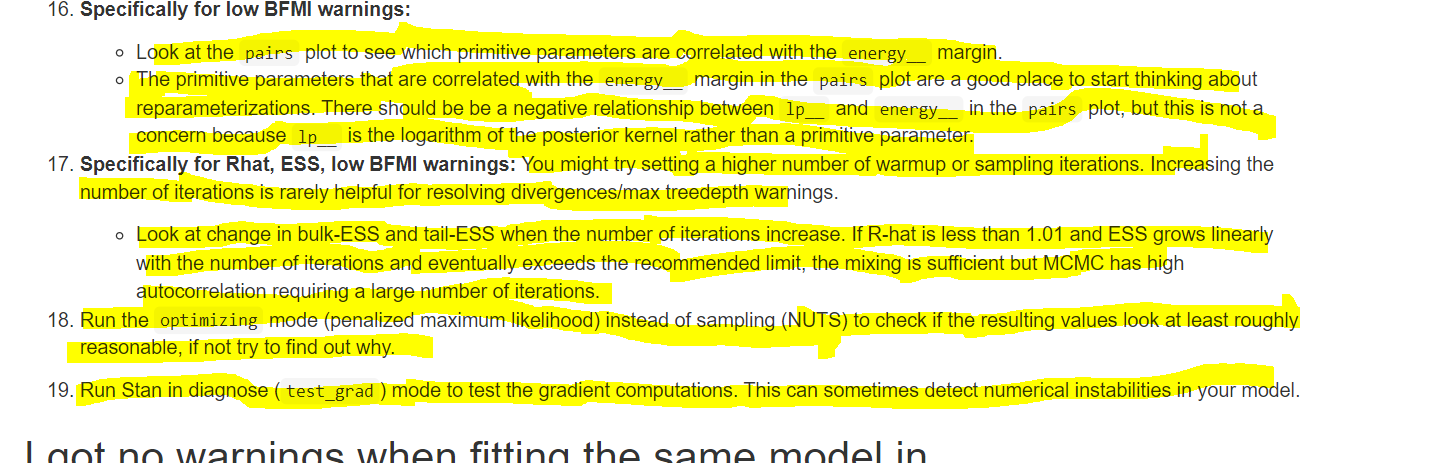 16. Specifically for low BFMI warnings:
Look at the pairs plot to see which primitive parameters are correlated with the energy__ margin.
The primitive parameters that are correlated with the energy__ margin in the pairs plot are a good place to start thinking about
reparameterizations. There should be be a negative relationship between lp__ and energy__ in the pairs plot, but this is not a
concern because lp__ is the logarithm of the posterior kernel rather than a primitive parameter.
17. Specifically for Rhat, ESS, low BFMI warnings: You might try setting a higher number of warmup or sampling iterations. Increasing the
number of iterations is rarely helpful for resolving divergences/max treedepth warnings.
Look at change in bulk-ESS and tail-ESS when the number of iterations increase. If R-hat is less than 1.01 and ESS grows linearly
with the number of iterations and eventually exceeds the recommended limit, the mixing is sufficient but MCMC has high
autocorrelation requiring a large number of iterations.
18. Run the optimizing mode (penalized maximum likelihood) instead of sampling (NUTS) to check if the resulting values look at least roughly
reasonable, if not try to find out why.
19. Run Stan in diagnose (test_grad) mode to test the gradient computations. This can sometimes detect numerical instabilities in your model.
I got no warnings when fitting the same model in